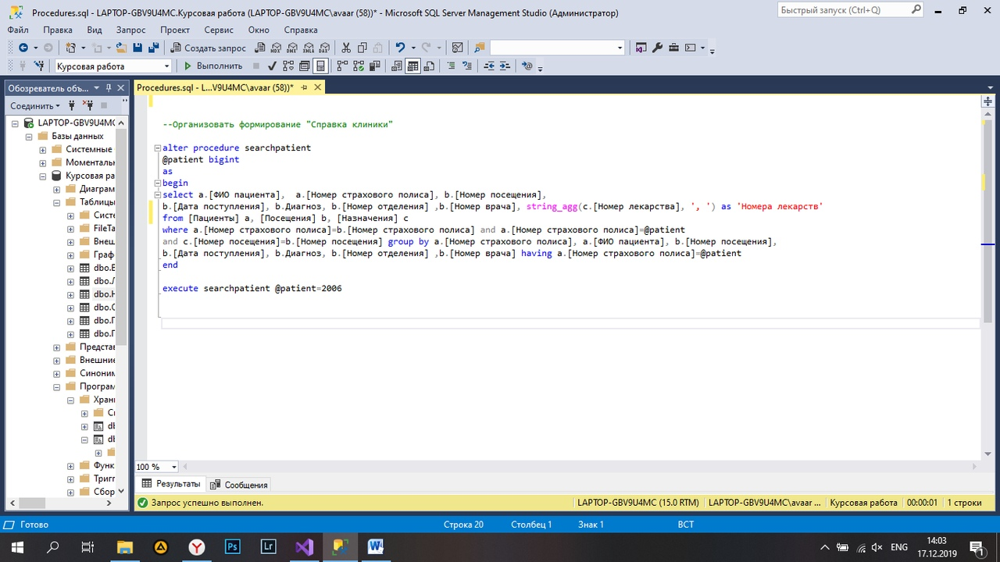 Procedures.sql - LAPTOP-GBV9U4MC.Курсовая работа (LAPTOP-GBV9U4MC\avaar (58))* - Microsoft SQL Server Management Studio (Администратор)
Быстрый запуск (Ctrl+Q)
Файл Правка Вид Запрос Проект Сервис Окно Справка
Создать запрос
Курсовая работа Выполнить
Обозреватель объ...
Procedures.sql - L...V9U4MC\avaar (58))*
Соединить
LAPTOP-GBV9U4MC
Базы данных
Системные
Моменталь
Курсовая ра
Диаграм
Таблицы
Систе
FileTa
Внеш
Граф
dbo.В
dbo.Л
dbo.Н
dbo.О
dbo.П
dbo.П
Представ
Внешние
Синоним
Програм
Храни
Си
db
db
Функ
Триг
Сбор
--Организовать формирование "Справка клиники"
alter procedure searchpatient
@patient bigint
as
begin
select a.[ФИО пациента], a.[Номер страхового полиса], b.[Номер посещения],
b.[Дата поступления], b.Диагноз, b.[Номер отделения] ,b.[Номер врача], string_agg(c.[Номер лекарства], ', ') as 'Номера лекарств'
from [Пациенты] a, [Посещения] b, [Назначения] c
where a.[Номер страхового полиса]=b.[Номер страхового полиса] and a.[Номер страхового полиса]=@patient
and c.[Номер посещения]=b.[Номер посещения] group by a.[Номер страхового полиса], a.[ФИО пациента], b.[Номер посещения],
b.[Дата поступления], b.Диагноз, b.[Номер отделения] ,b.[Номер врача] having a.[Номер страхового полиса]=@patient
end
execute searchpatient @patient=2006
100 %
Результаты Сообщения
Запрос успешно выполнен. LAPTOP-GBV9U4MC (15.0 RTM) LAPTOP-GBV9U4MC\avaar ... Курсовая работа 00:00:01 1 строки
Готово Строка 20 Столбец 1 Знак 1 ВСТ
ENG
14:03
17.12.2019